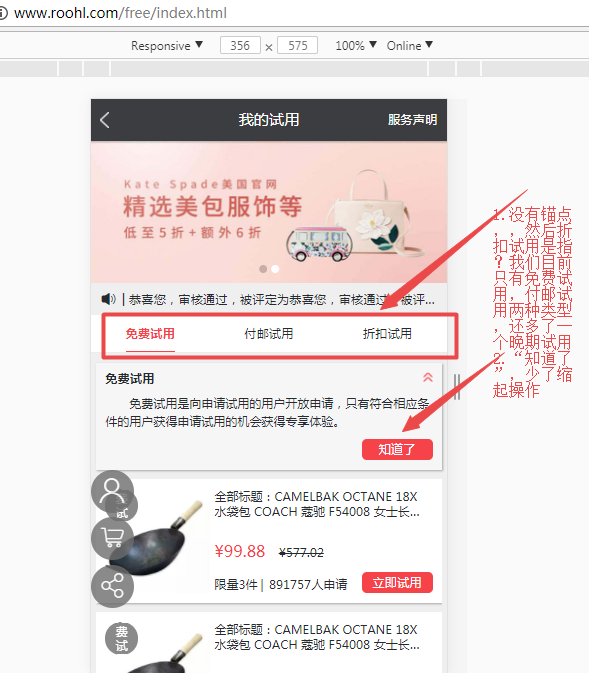 www.roohl.com/free/index.html
Responsive ▼ 356 × 575 100% ▼ Online ▼
我的试用 服务声明
Kate Spade美国官网
精选美包服饰等
低至5折+额外6折
恭喜您，审核通过，被评定为恭喜您，审核通过，被评...
免费试用 付邮试用 折扣试用
免费试用
免费试用是向申请试用的用户开放申请，只有符合相应条
件的用户获得申请试用的机会获得专享体验。
知道了
试
全部标题：CAMELBAK OCTANE 18X
水袋包 COACH 蔻驰 F54008 女士长...
¥99.88 ¥577.02
限量3件| 891757人申请 立即试用
费
试
全部标题：CAMELBAK OCTANE 18X
水袋包 COACH 蔻驰 F54008 女士长...
1.没有锚点
，，然后折
扣试用是指
？我们目前
只有免费试
用，付邮试
用两种类型
，还多了一
个晚期试用
2.“知道了
”，少了缩
起操作